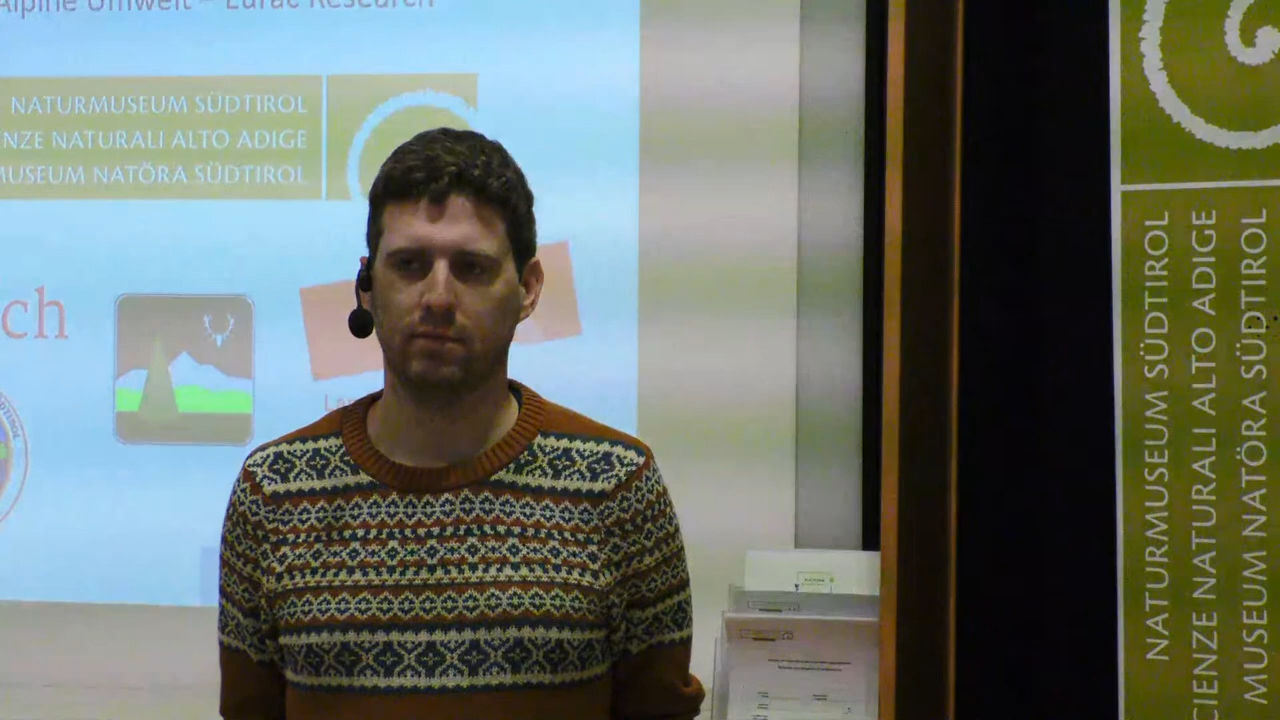 Alpine Umwelt – Eurac Research
NATURMUSEUM SÜDTIROL
NZE NATURALI ALTO ADIGE
MUSEUM NATÖRA SÜDTIROL
ch
NATURMUSEUM SÜDTIROL
CIENZE NATURALI ALTO ADIGE
MUSEUM NATÖRA SÜDTIROL